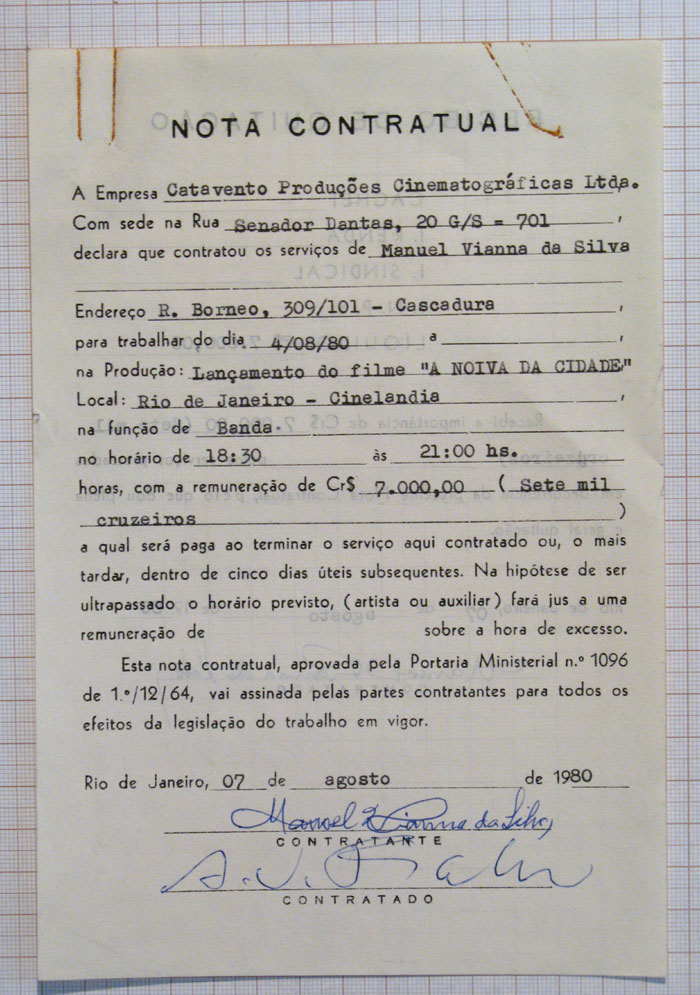 NOTA CONTRATUAL
A Empresa Catavento Produções Cinematográficas Ltda.
Com sede na Rua Senador Dantas, 20 G/S = 701 ,
declara que contratou os serviços de Manuel Vianna da Silva
Endereço R. Borneo, 309/101 - Cascadura ,
para trabalhar do dia 4/08/80 a ,
na Produção: Lançamento do filme "A NOIVA DA CIDADE"
Local: Rio de Janeiro - Cinelandia ,
na função de Banda.
no horário de 18:30 às 21:00 hs.
horas, com a remuneração de Cr$ 7.000,00 ( Sete mil
cruzeiros )
a qual será paga ao terminar o serviço aqui contratado ou, o mais
tardar, dentro de cinco dias úteis subsequentes. Na hipótese de ser
ultrapassado o horário previsto, (artista ou auxiliar) fará jus a uma
remuneração de sobre a hora de excesso.
Esta nota contratual, aprovada pela Portaria Ministerial n.º 1096
de 1.º/12/64, vai assinada pelas partes contratantes para todos os
efeitos da legislação do trabalho em vigor.
Rio de Janeiro, 07 de agosto de 1980
Manoel Vianna da Silva
CONTRATANTE
CONTRATADO